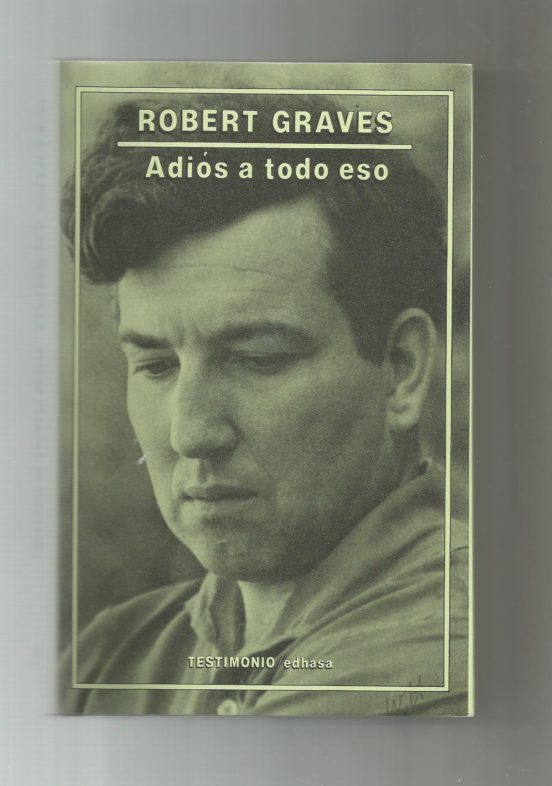 ROBERT GRAVES
Adiós a todo eso
TESTIMONIO/edhasa